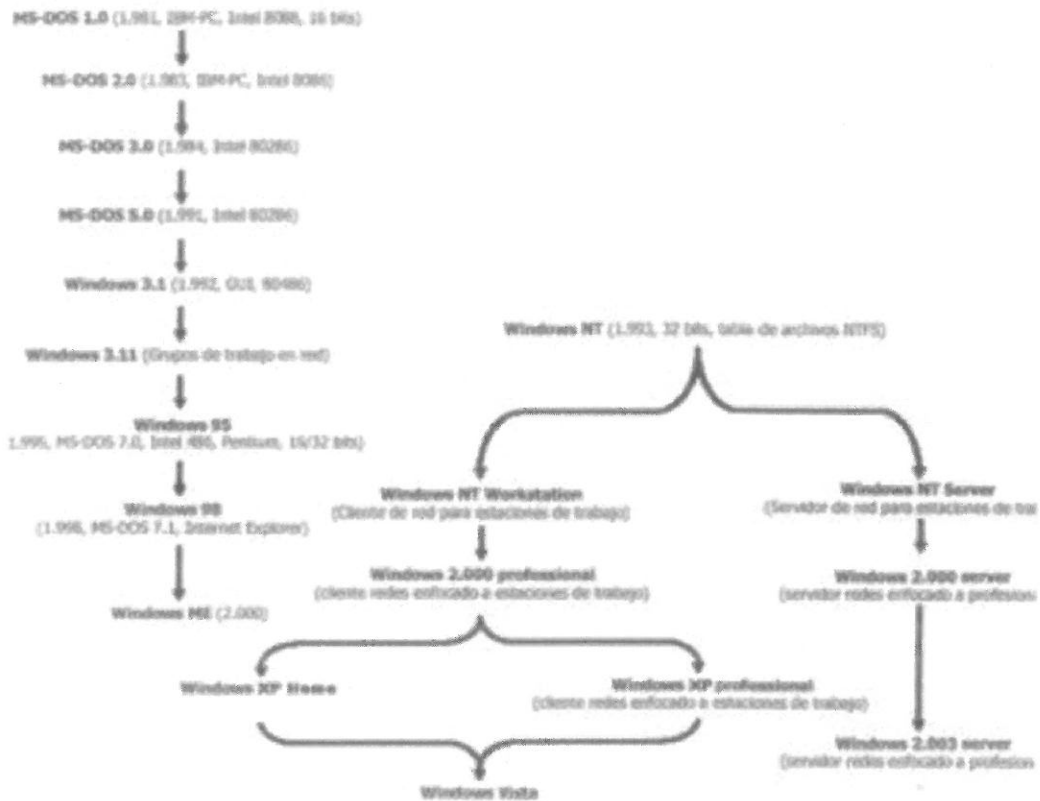 MS-DOS 1.0 (1.981, IBM-PC, Intel 8088, 16 bits)
MS-DOS 2.0 (1.983, IBM-PC, Intel 8086)
MS-DOS 3.0 (1.984, Intel 80286)
MS-DOS 5.0 (1.991, Intel 80286)
Windows 3.1 (1.992, GUI, 80486)
Windows 3.11 (Grupos de trabajo en red)
Windows 95
1.995, MS-DOS 7.0, Intel 486, Pentium, 16/32 bits)
Windows 98
(1.998, MS-DOS 7.1, Internet Explorer)
Windows ME (2.000)
Windows NT (1.993, 32 bits, tabla de archivos NTFS)
Windows NT Workstation
(Cliente de red para estaciones de trabajo)
Windows 2.000 professional
(cliente redes enfocado a estaciones de trabajo)
Windows XP Home
Windows XP professional
(cliente redes enfocado a estaciones de trabajo)
Windows Vista
Windows NT Server
(Servidor de red para estaciones de tra
Windows 2.000 server
(servidor redes enfocado a profesion
Windows 2.003 server
(servidor redes enfocado a profesion